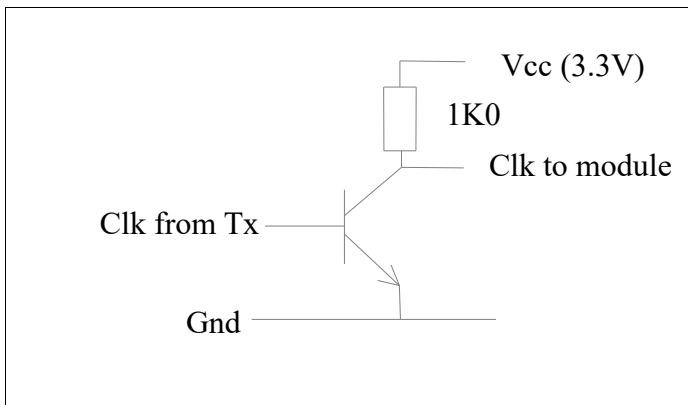 Vcc (3.3V)
1K0
Clk to module
Clk from Tx
Gnd